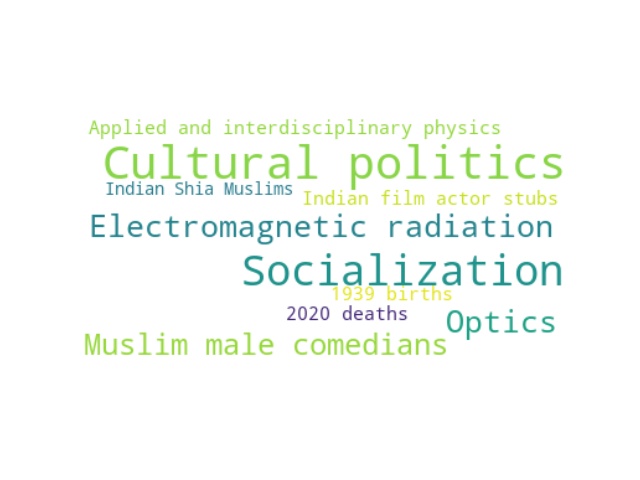 Applied and interdisciplinary physics
Cultural politics
Indian Shia Muslims
Indian film actor stubs
Electromagnetic radiation
Socialization
1939 births
2020 deaths
Optics
Muslim male comedians